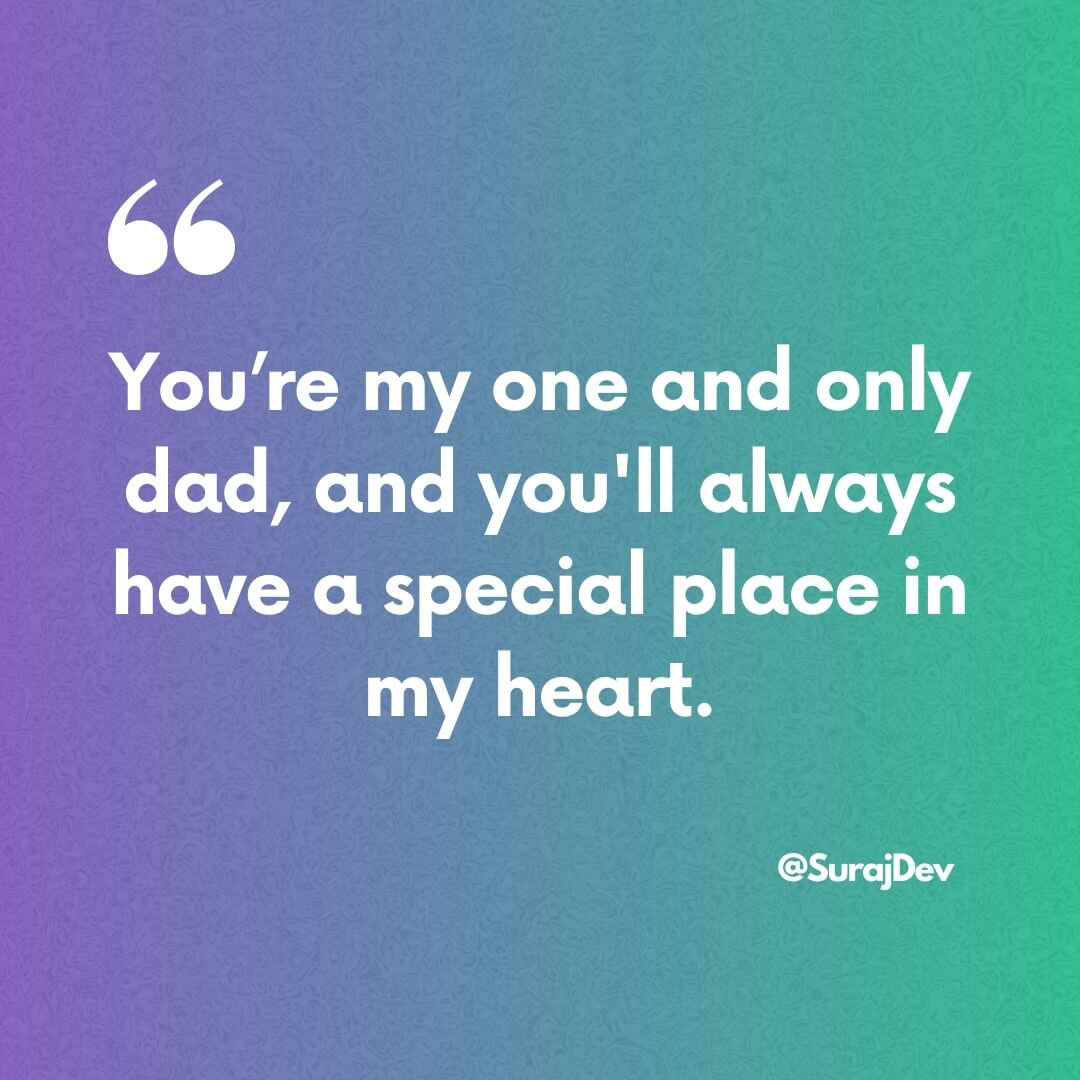 “
You’re my one and only
dad, and you'll always
have a special place in
my heart.
@SurajDev